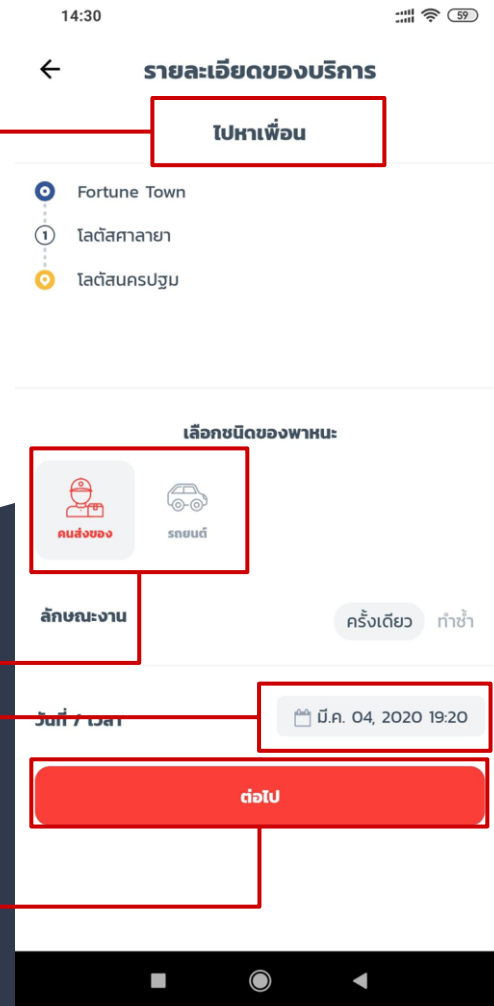 14:30
59
รายละเอียดของบริการ
ไปหาเพื่อน
Fortune Town
1
โลตัสศาลายา
โลตัสนครปฐม
เลือกชนิดของพาหนะ
คนส่งของ
รถยนต์
ลักษณะงาน
ครั้งเดียว
ทำซ้ำ
วันที่ / เวลา
มี.ค. 04, 2020 19:20
ต่อไป